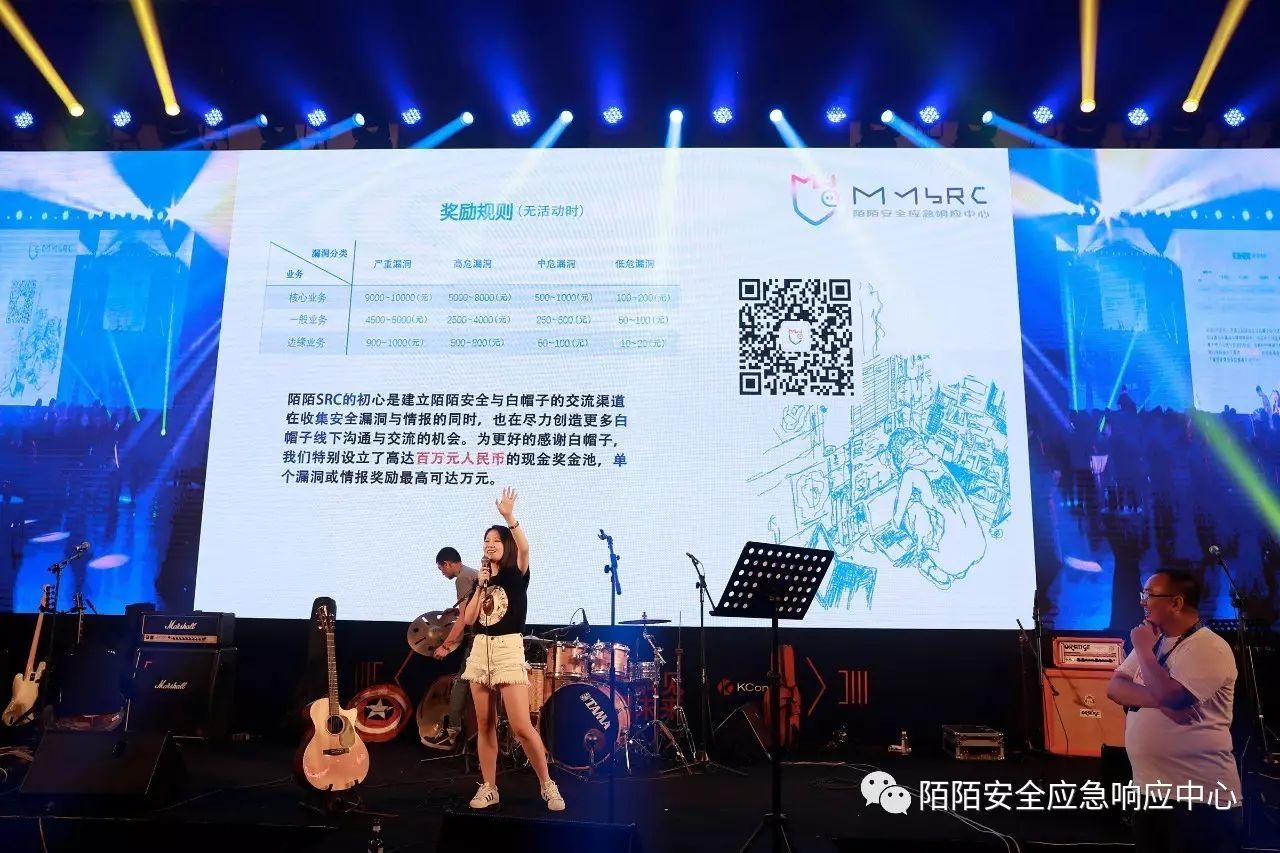 MMSRC
陌陌安全应急响应中心
奖励规则(无活动时)
漏洞分类
业务
严重漏洞 高危漏洞 中危漏洞 低危漏洞
核心业务 9000~10000(元) 5000~8000(元) 500~1000(元) 100~200(元)
一般业务 4500~5000(元) 2500~4000(元) 250~500(元) 50~100(元)
边缘业务 900~1000(元) 500~800(元) 50~100(元) 10~20(元)
陌陌SRC的初心是建立陌陌安全与白帽子的交流渠道
在收集安全漏洞与情报的同时，也在尽力创造更多白
帽子线下沟通与交流的机会。为更好的感谢白帽子，
我们特别设立了高达百万元人民币的现金奖金池，单
个漏洞或情报奖励最高可达万元。
MMSRC
Marshall
Marshall
TAMA
KCon
ORANGE
ORANGE
陌陌安全应急响应中心